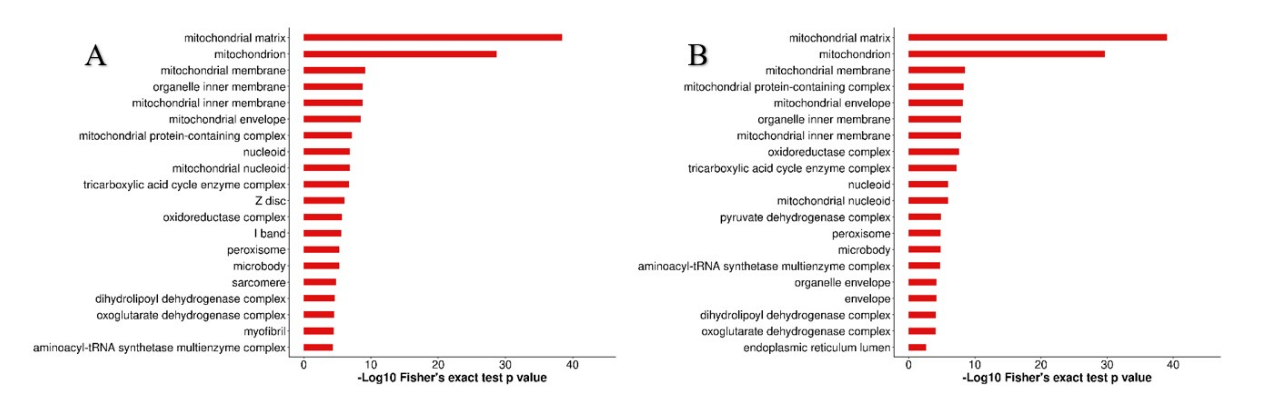 A
mitochondrial matrix
mitochondrion
mitochondrial membrane
organelle inner membrane
mitochondrial inner membrane
mitochondrial envelope
mitochondrial protein-containing complex
nucleoid
mitochondrial nucleoid
tricarboxylic acid cycle enzyme complex
Z disc
oxidoreductase complex
I band
peroxisome
microbody
sarcomere
dihydrolipoyl dehydrogenase complex
oxoglutarate dehydrogenase complex
myofibril
aminoacyl-tRNA synthetase multienzyme complex
0 10 20 30 40
-Log10 Fisher's exact test p value
B
mitochondrial matrix
mitochondrion
mitochondrial membrane
mitochondrial protein-containing complex
mitochondrial envelope
organelle inner membrane
mitochondrial inner membrane
oxidoreductase complex
tricarboxylic acid cycle enzyme complex
nucleoid
mitochondrial nucleoid
pyruvate dehydrogenase complex
peroxisome
microbody
aminoacyl-tRNA synthetase multienzyme complex
organelle envelope
envelope
dihydrolipoyl dehydrogenase complex
oxoglutarate dehydrogenase complex
endoplasmic reticulum lumen
0 10 20 30 40
-Log10 Fisher's exact test p value